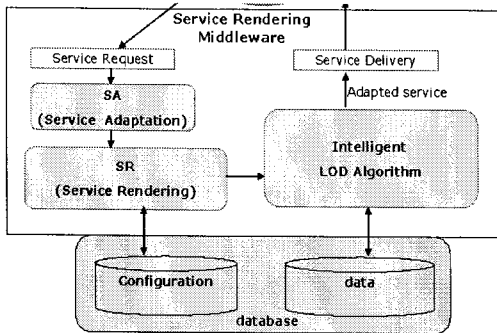 Service Rendering
Middleware
Service Request
Service Delivery
SA
(Service Adaptation)
Adapted service
SR
(Service Rendering)
Intelligent
LOD Algorithm
Configuration
data
database